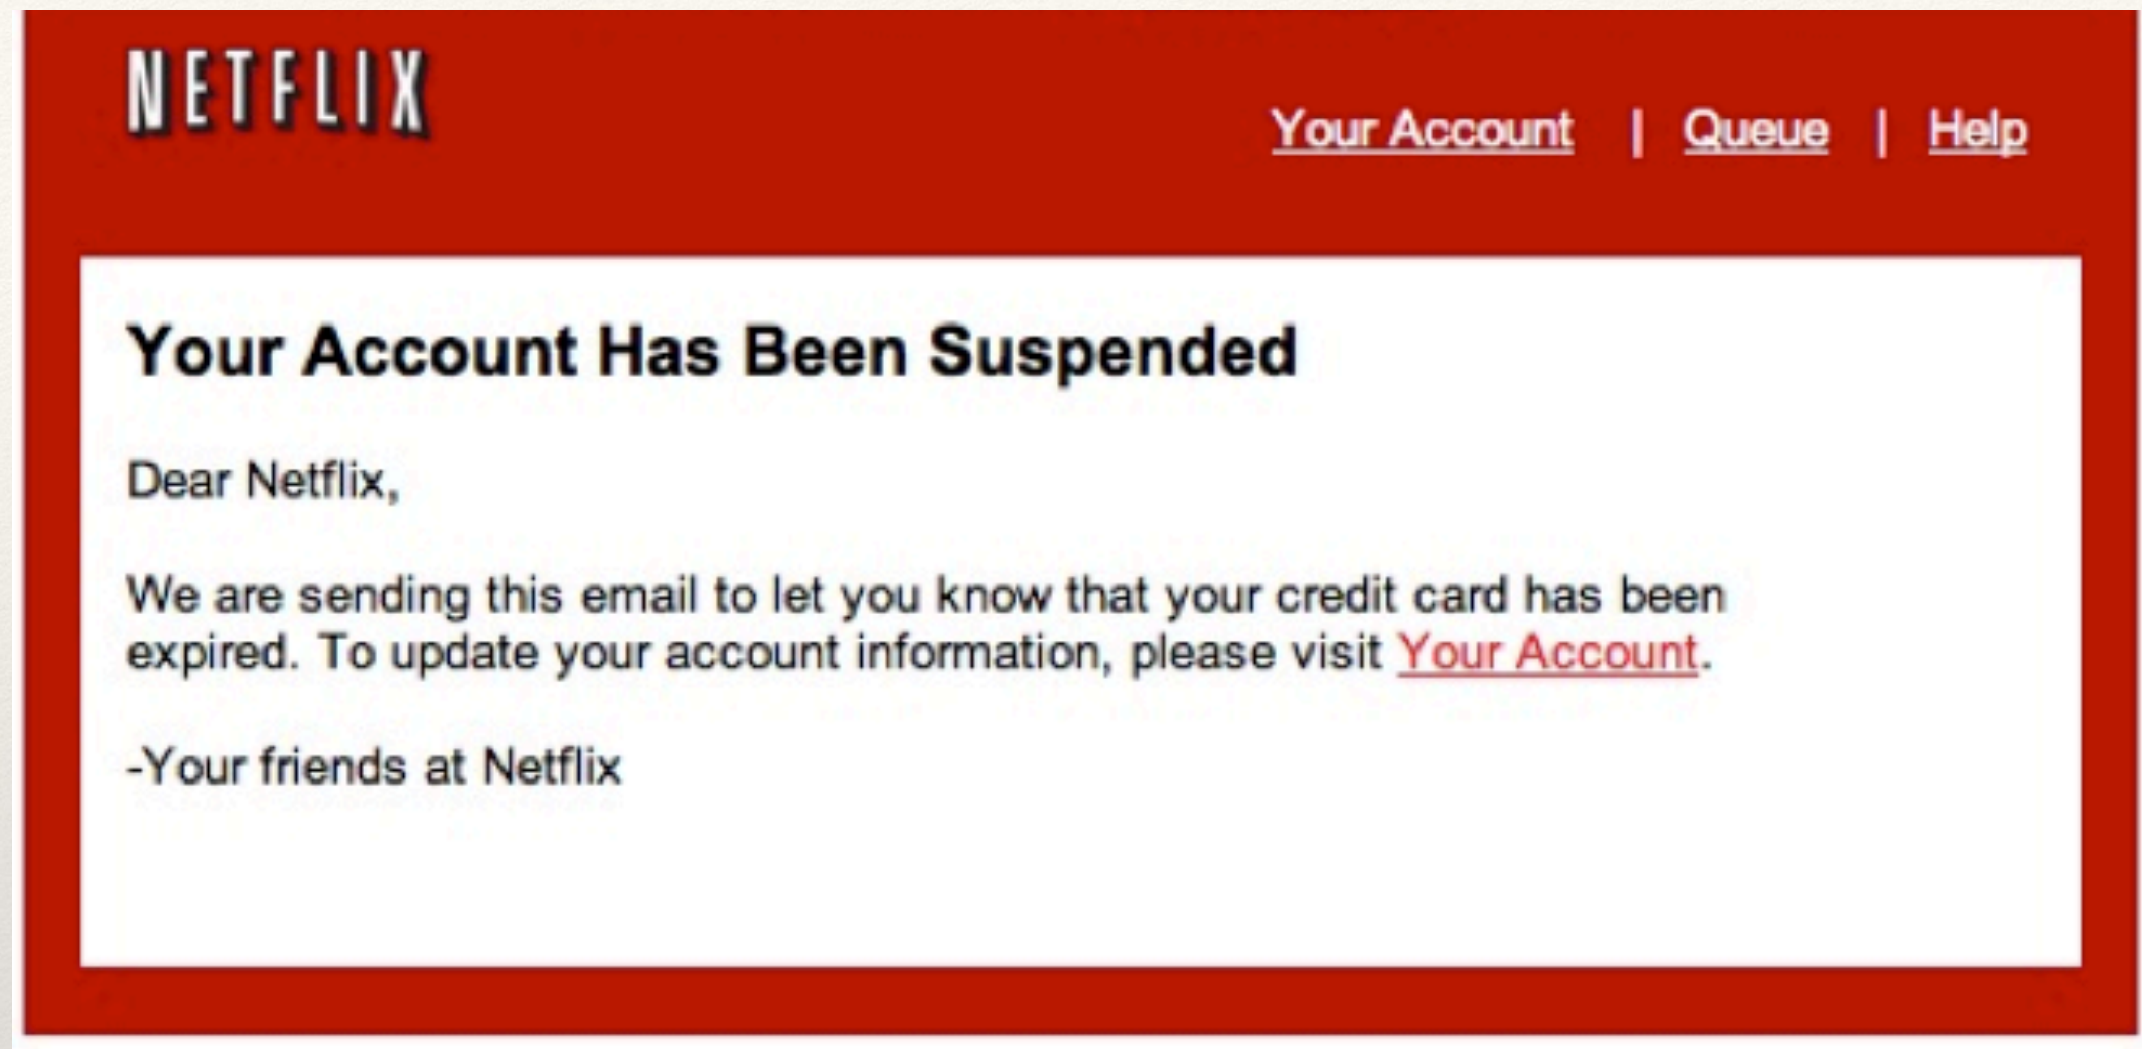 NETFLIX
Your Account | Queue | Help
Your Account Has Been Suspended
Dear Netflix,
We are sending this email to let you know that your credit card has been
expired. To update your account information, please visit Your Account.
-Your friends at Netflix